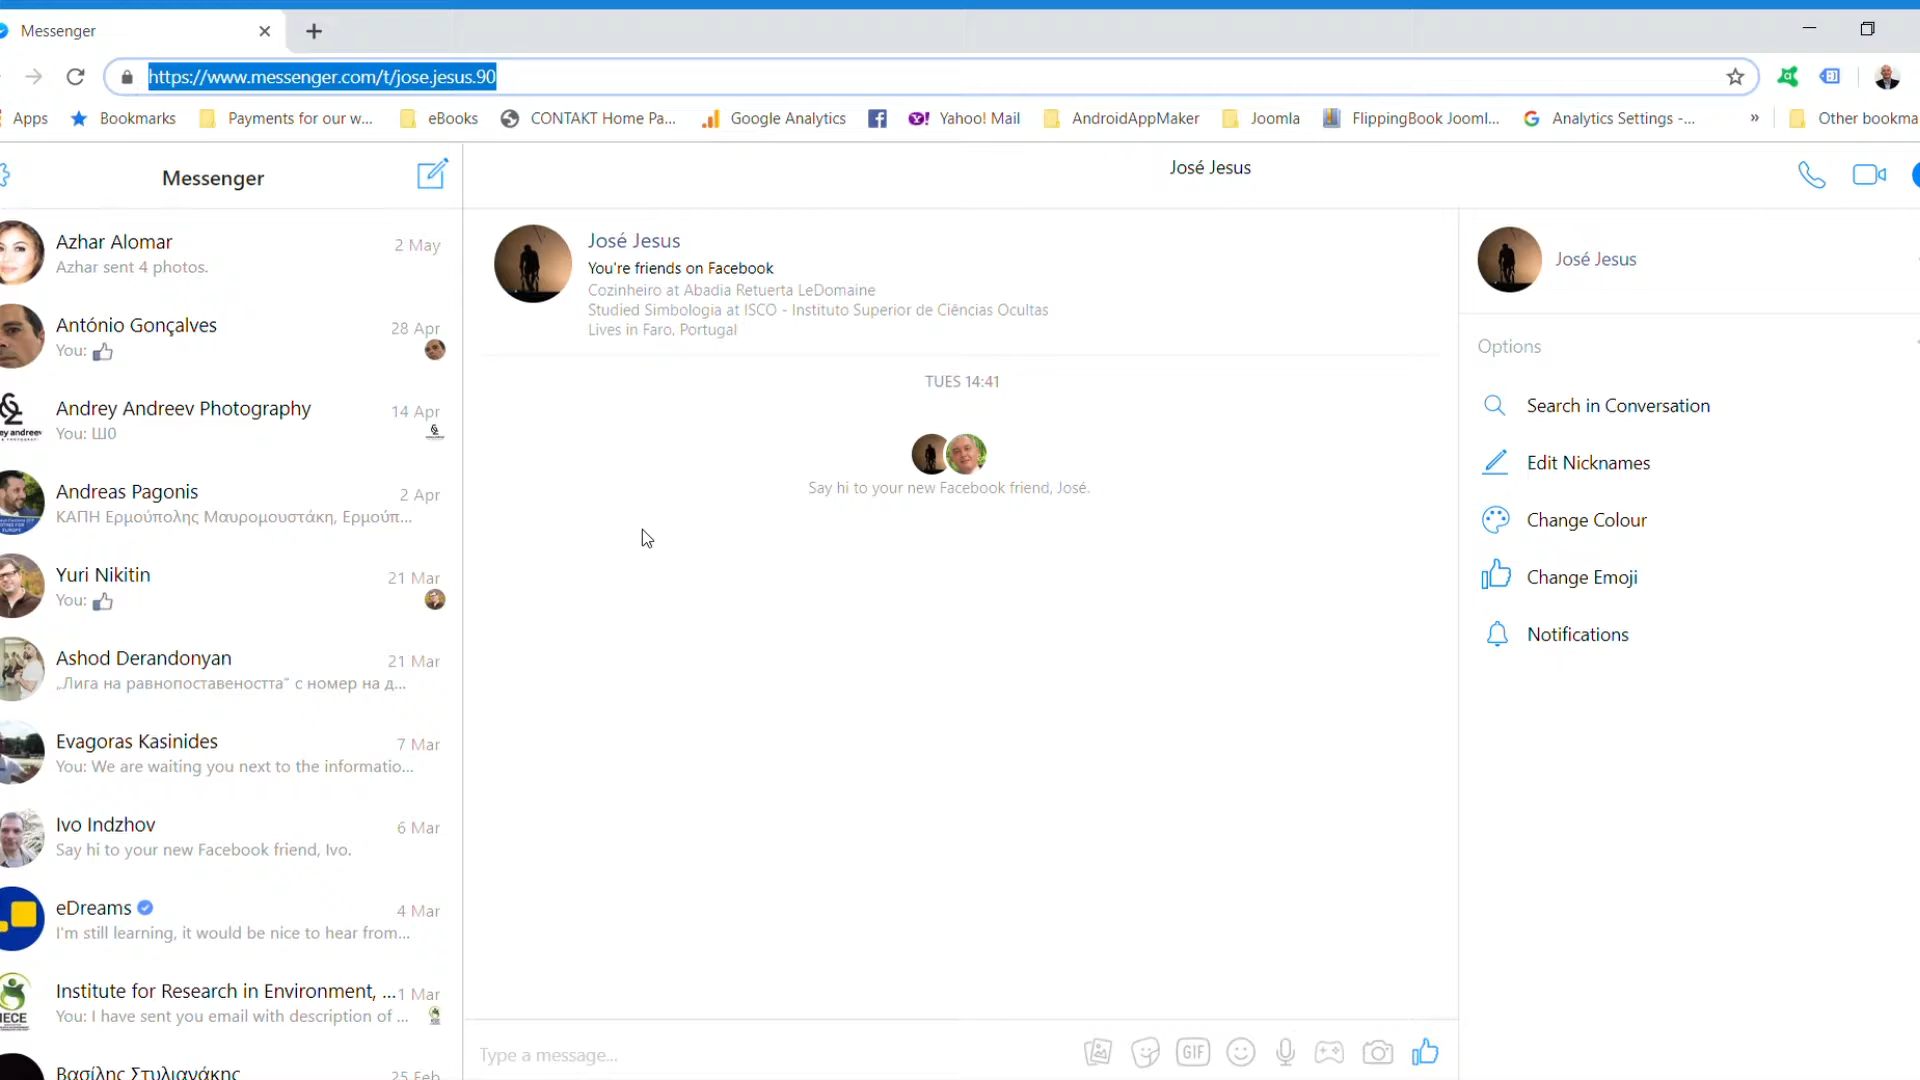 Messenger
https://www.messenger.com/t/jose.jesus.90
Apps
Bookmarks
Payments for our w...
eBooks
CONTAKT Home Pa...
Google Analytics
Yahoo! Mail
AndroidAppMaker
Joomla
FlippingBook Jooml...
Analytics Settings -...
»
Other bookma
Messenger
José Jesus
Azhar Alomar
2 May
Azhar sent 4 photos.
António Gonçalves
28 Apr
You:
Andrey Andreev Photography
14 Apr
You: Ш0
Andreas Pagonis
2 Apr
ΚΑΠΗ Ερμούπολης Μαυρομουστάκη, Ερμούπ...
Yuri Nikitin
21 Mar
You:
Ashod Derandonyan
21 Mar
„Лига на равнопоставеността“ с номер на д...
Evagoras Kasinides
7 Mar
You: We are waiting you next to the informatio...
Ivo Indzhov
6 Mar
Say hi to your new Facebook friend, Ivo.
eDreams
4 Mar
I'm still learning, it would be nice to hear from...
Institute for Research in Environment, ...
1 Mar
You: I have sent you email with description of ...
IECE
Βασίλης Στυλιανάκης
25 Feb
José Jesus
You're friends on Facebook
Cozinheiro at Abadia Retuerta LeDomaine
Studied Simbologia at ISCO - Instituto Superior de Ciências Ocultas
Lives in Faro, Portugal
TUES 14:41
Say hi to your new Facebook friend, José.
Type a message...
GIF
José Jesus
Options
Search in Conversation
Edit Nicknames
Change Colour
Change Emoji
Notifications